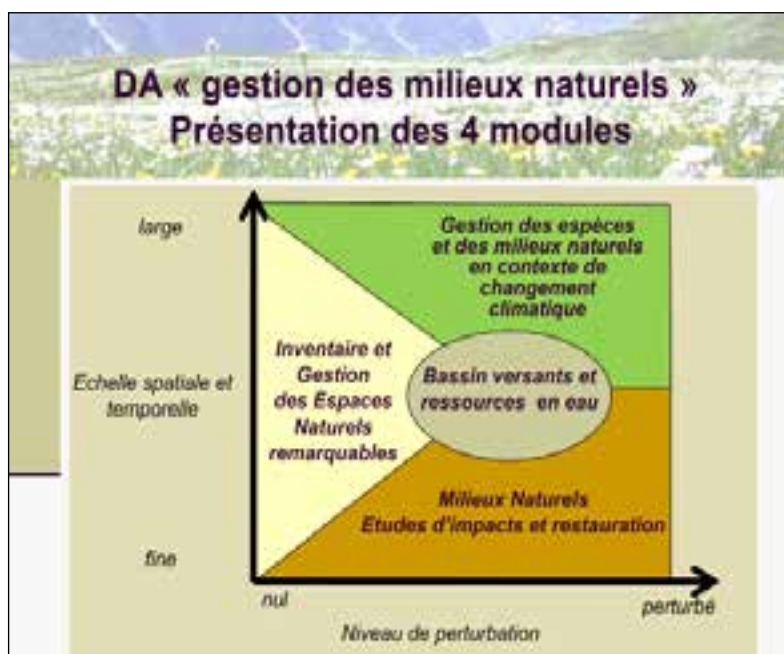 DA « gestion des milieux naturels »
Présentation des 4 modules
large
Gestion des espèces
et des milieux naturels
en contexte de
changement
climatique
Inventaire et
Gestion
des Espaces
Naturels
remarquables
Echelle spatiale et
temporelle
Bassin versants et
ressources en eau
Milieux Naturels
Etudes d'impacts et restauration
fine
nul
perturbé
Niveau de perturbation